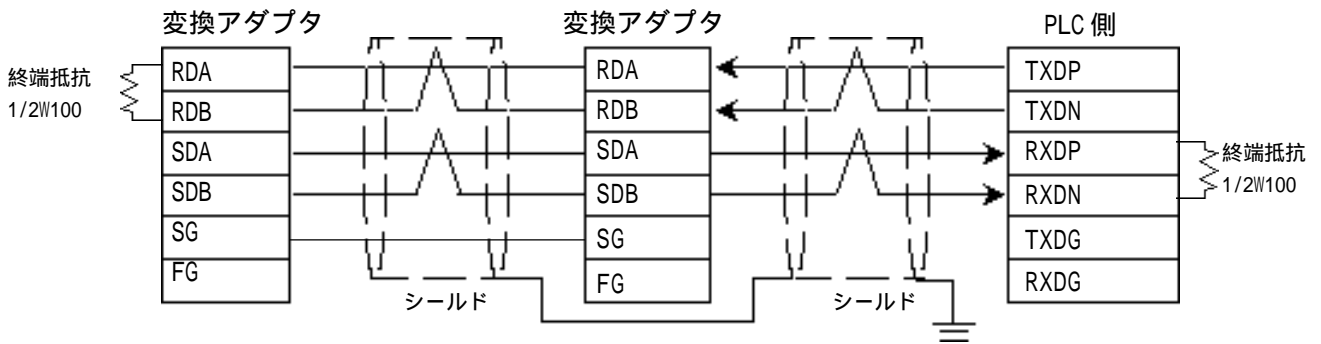 変換アダプタ
変換アダプタ
PLC 側
終端抵抗
1/2W100
RDA
RDB
SDA
SDB
SG
FG
シールド
RDA
RDB
SDA
SDB
SG
FG
シールド
TXDP
TXDN
RXDP
RXDN
TXDG
RXDG
終端抵抗
1/2W100